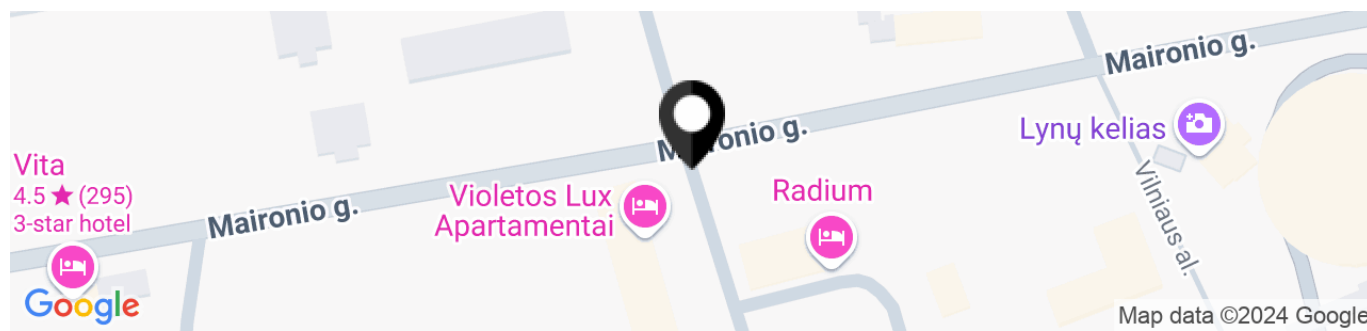 Maironio g.
Lynų kelias
Maironio g.
Vita
4.5 ★ (295)
3-star hotel
Violetos Lux
Apartamentai
Radium
Vilniaus al.
Maironio g.
Google
Map data ©2024 Google